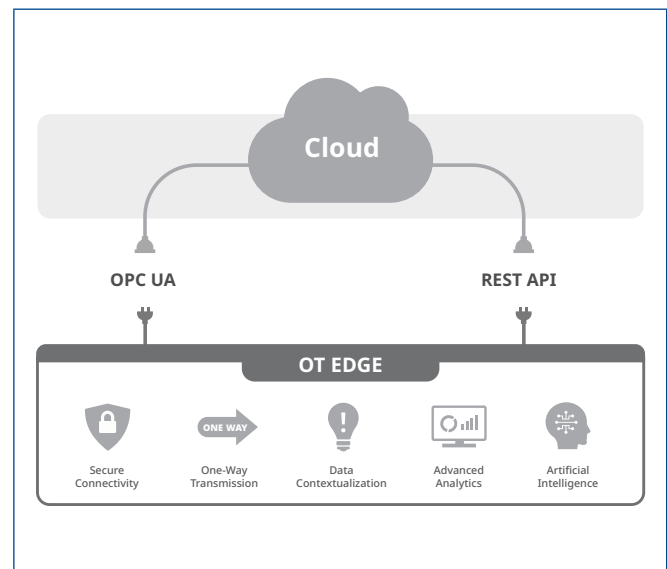 Cloud
OPC UA
REST API
OT EDGE
ONE WAY
Secure
Connectivity
One-Way
Transmission
Data
Contextualization
Advanced
Analytics
Artificial
Intelligence